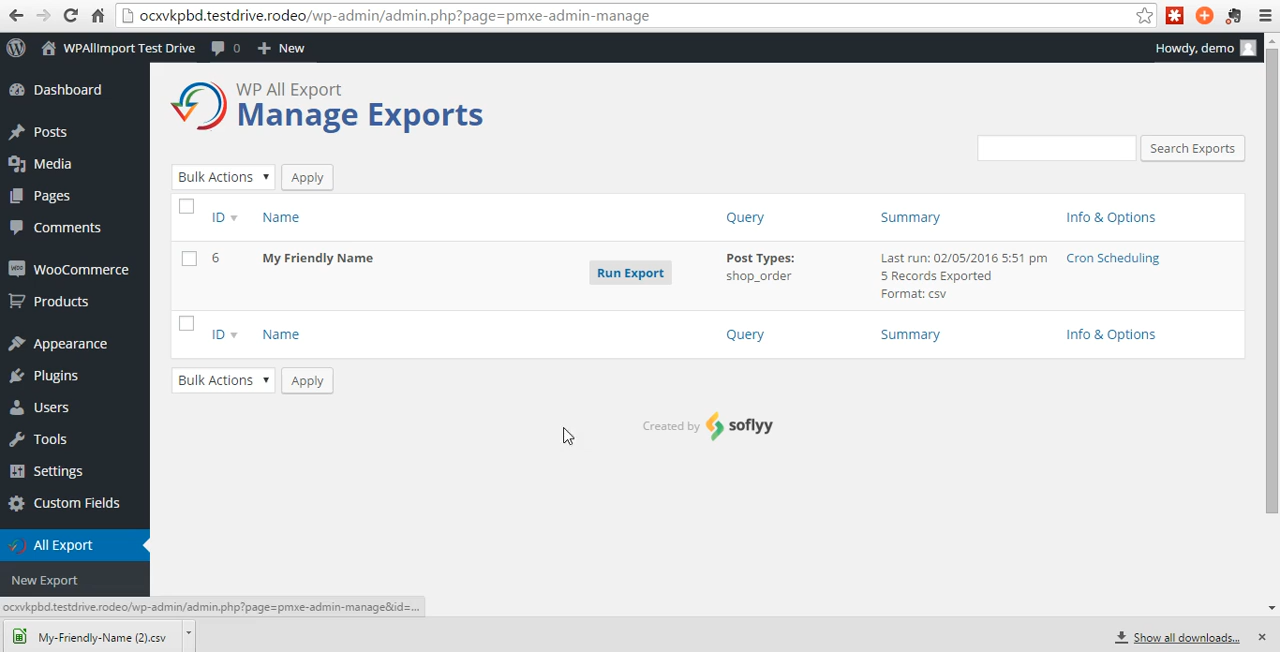 ocxvkpbd.testdrive.rodeo/wp-admin/admin.php?page=pmxe-admin-manage
WPAllImport Test Drive 0 New Howdy, demo
Dashboard
Posts
Media
Pages
Comments
WooCommerce
Products
Appearance
Plugins
Users
Tools
Settings
Custom Fields
All Export
New Export
WP All Export
Manage Exports
Search Exports
Bulk Actions Apply
ID Name Query Summary Info & Options
6 My Friendly Name Run Export Post Types: Last run: 02/05/2016 5:51 pm Cron Scheduling
shop_order 5 Records Exported
Format: csv
ID Name Query Summary Info & Options
Bulk Actions Apply
Created by soflyy
ocxvkpbd.testdrive.rodeo/wp-admin/admin.php?page=pmxe-admin-manage&id=...
My-Friendly-Name (2).csv Show all downloads...